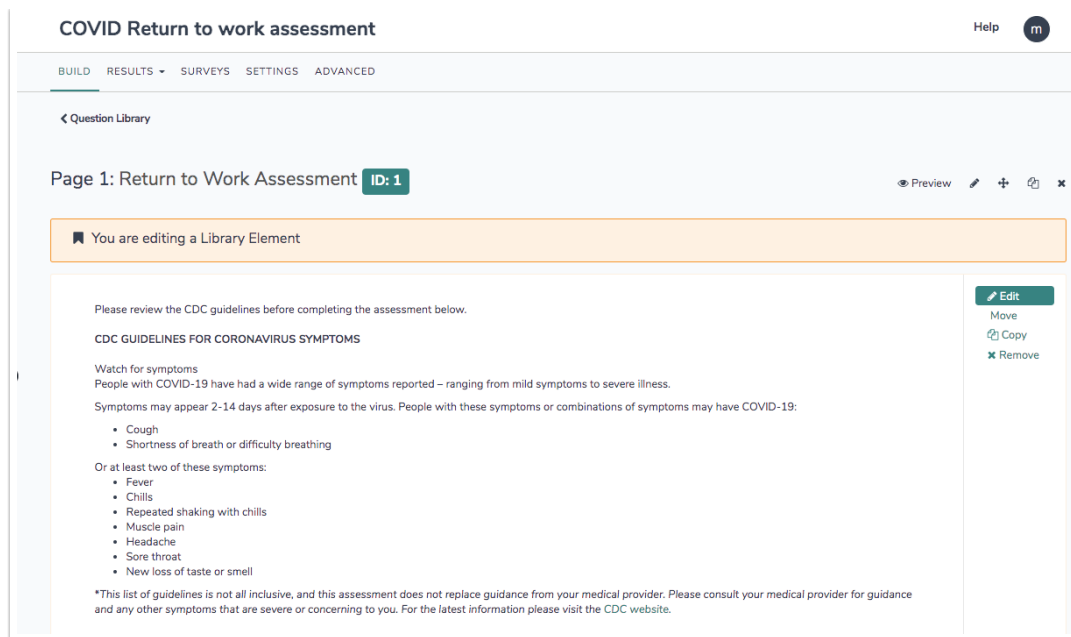 COVID Return to work assessment
Help
m
BUILD RESULTS SURVEYS SETTINGS ADVANCED
Question Library
Page 1: Return to Work Assessment ID: 1
Preview
You are editing a Library Element
Edit
Move
Copy
Remove
Please review the CDC guidelines before completing the assessment below.
CDC GUIDELINES FOR CORONAVIRUS SYMPTOMS
Watch for symptoms
People with COVID-19 have had a wide range of symptoms reported – ranging from mild symptoms to severe illness.
Symptoms may appear 2-14 days after exposure to the virus. People with these symptoms or combinations of symptoms may have COVID-19:
• Cough
• Shortness of breath or difficulty breathing
Or at least two of these symptoms:
• Fever
• Chills
• Repeated shaking with chills
• Muscle pain
• Headache
• Sore throat
• New loss of taste or smell
*This list of guidelines is not all inclusive, and this assessment does not replace guidance from your medical provider. Please consult your medical provider for guidance
and any other symptoms that are severe or concerning to you. For the latest information please visit the CDC website.